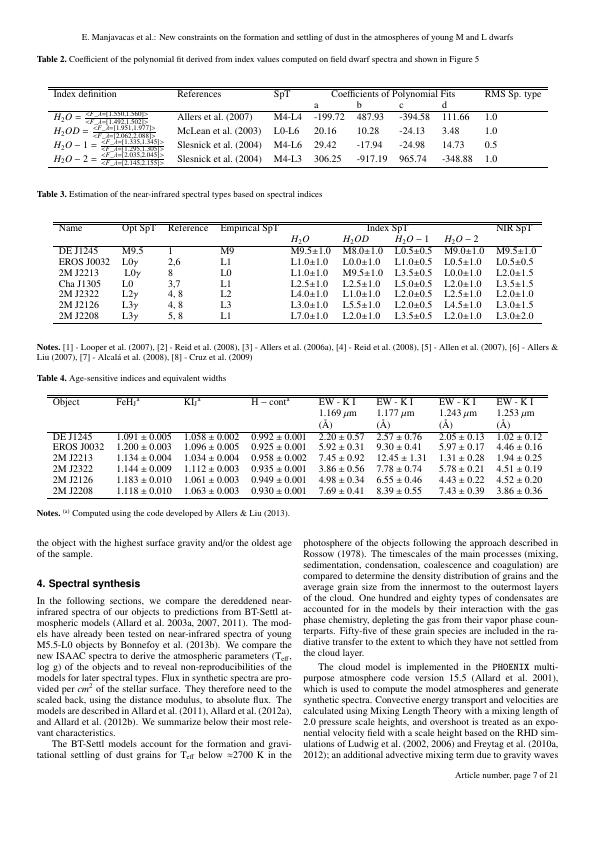 E. Manjavacas et al.: New constraints on the formation and settling of dust in the atmospheres of young M and L dwarfs
Table 2. Coefficient of the polynomial fit derived from index values computed on field dwarf spectra and shown in Figure 5
Index definition References SpT Coefficients of Polynomial Fits RMS Sp. type
a b c d
H2O = <F_λ=[1.550,1.560]>/<F_λ=[1.492,1.502]> Allers et al. (2007) M4-L4 -199.72 487.93 -394.58 111.66 1.0
H2OD = <F_λ=[1.951,1.977]>/<F_λ=[2.062,2.088]> McLean et al. (2003) L0-L6 20.16 10.28 -24.13 3.48 1.0
H2O − 1 = <F_λ=[1.335,1.345]>/<F_λ=[1.295,1.305]> Slesnick et al. (2004) M4-L6 29.42 -17.94 -24.98 14.73 0.5
H2O − 2 = <F_λ=[2.035,2.045]>/<F_λ=[2.145,2.155]> Slesnick et al. (2004) M4-L3 306.25 -917.19 965.74 -348.88 1.0
Table 3. Estimation of the near-infrared spectral types based on spectral indices
Name Opt SpT Reference Empirical SpT Index SpT NIR SpT
H2O H2OD H2O − 1 H2O − 2
DE J1245 M9.5 1 M9 M9.5±1.0 M8.0±1.0 L0.5±0.5 M9.0±1.0 M9.5±1.0
EROS J0032 L0γ 2,6 L1 L1.0±1.0 L0.0±1.0 L1.0±0.5 L0.5±1.0 L0.5±0.5
2M J2213 L0γ 8 L0 L1.0±1.0 M9.5±1.0 L3.5±0.5 L0.0±1.0 L2.0±1.5
Cha J1305 L0 3,7 L1 L2.5±1.0 L2.5±1.0 L5.0±0.5 L2.0±1.0 L3.5±1.5
2M J2322 L2γ 4, 8 L2 L4.0±1.0 L1.0±1.0 L2.0±0.5 L2.5±1.0 L2.0±1.0
2M J2126 L3γ 4, 8 L3 L3.0±1.0 L5.5±1.0 L2.0±0.5 L4.5±1.0 L3.0±1.5
2M J2208 L3γ 5, 8 L1 L7.0±1.0 L2.0±1.0 L3.5±0.5 L2.0±1.0 L3.0±2.0
Notes. [1] - Looper et al. (2007), [2] - Reid et al. (2008), [3] - Allers et al. (2006a), [4] - Reid et al. (2008), [5] - Allen et al. (2007), [6] - Allers &
Liu (2007), [7] - Alcalá et al. (2008), [8] - Cruz et al. (2009)
Table 4. Age-sensitive indices and equivalent widths
Object FeHJa KIJa H − conta EW - K I EW - K I EW - K I EW - K I
1.169 μm 1.177 μm 1.243 μm 1.253 μm
(Å) (Å) (Å) (Å)
DE J1245 1.091 ± 0.005 1.058 ± 0.002 0.992 ± 0.001 2.20 ± 0.57 2.57 ± 0.76 2.05 ± 0.13 1.02 ± 0.12
EROS J0032 1.200 ± 0.003 1.096 ± 0.005 0.925 ± 0.001 5.92 ± 0.31 9.30 ± 0.41 5.97 ± 0.17 4.46 ± 0.16
2M J2213 1.134 ± 0.004 1.034 ± 0.004 0.958 ± 0.002 7.45 ± 0.92 12.45 ± 1.31 1.31 ± 0.28 1.94 ± 0.25
2M J2322 1.144 ± 0.009 1.112 ± 0.003 0.935 ± 0.001 3.86 ± 0.56 7.78 ± 0.74 5.78 ± 0.21 4.51 ± 0.19
2M J2126 1.183 ± 0.010 1.061 ± 0.003 0.949 ± 0.001 4.98 ± 0.34 6.55 ± 0.46 4.43 ± 0.22 4.52 ± 0.20
2M J2208 1.118 ± 0.010 1.063 ± 0.003 0.930 ± 0.001 7.69 ± 0.41 8.39 ± 0.55 7.43 ± 0.39 3.86 ± 0.36
Notes. (a) Computed using the code developed by Allers & Liu (2013).
the object with the highest surface gravity and/or the oldest age
of the sample.
4. Spectral synthesis
In the following sections, we compare the dereddened near-
infrared spectra of our objects to predictions from BT-Settl at-
mospheric models (Allard et al. 2003a, 2007, 2011). The mod-
els have already been tested on near-infrared spectra of young
M5.5-L0 objects by Bonnefoy et al. (2013b). We compare the
new ISAAC spectra to derive the atmospheric parameters (Teff,
log g) of the objects and to reveal non-reproducibilities of the
models for later spectral types. Flux in synthetic spectra are pro-
vided per cm2 of the stellar surface. They therefore need to be
scaled back, using the distance modulus, to absolute flux. The
models are described in Allard et al. (2011), Allard et al. (2012a),
and Allard et al. (2012b). We summarize below their most rele-
vant characteristics.
The BT-Settl models account for the formation and gravi-
tational settling of dust grains for Teff below ≈2700 K in the
photosphere of the objects following the approach described in
Rossow (1978). The timescales of the main processes (mixing,
sedimentation, condensation, coalescence and coagulation) are
compared to determine the density distribution of grains and the
average grain size from the innermost to the outermost layers
of the cloud. One hundred and eighty types of condensates are
accounted for in the models by their interaction with the gas
phase chemistry, depleting the gas from their vapor phase coun-
terparts. Fifty-five of these grain species are included in the ra-
diative transfer to the extent to which they have not settled from
the cloud layer.
The cloud model is implemented in the PHOENIX multi-
purpose atmosphere code version 15.5 (Allard et al. 2001),
which is used to compute the model atmospheres and generate
synthetic spectra. Convective energy transport and velocities are
calculated using Mixing Length Theory with a mixing length of
2.0 pressure scale heights, and overshoot is treated as an expo-
nential velocity field with a scale height based on the RHD sim-
ulations of Ludwig et al. (2002, 2006) and Freytag et al. (2010a,
2012); an additional advective mixing term due to gravity waves
Article number, page 7 of 21